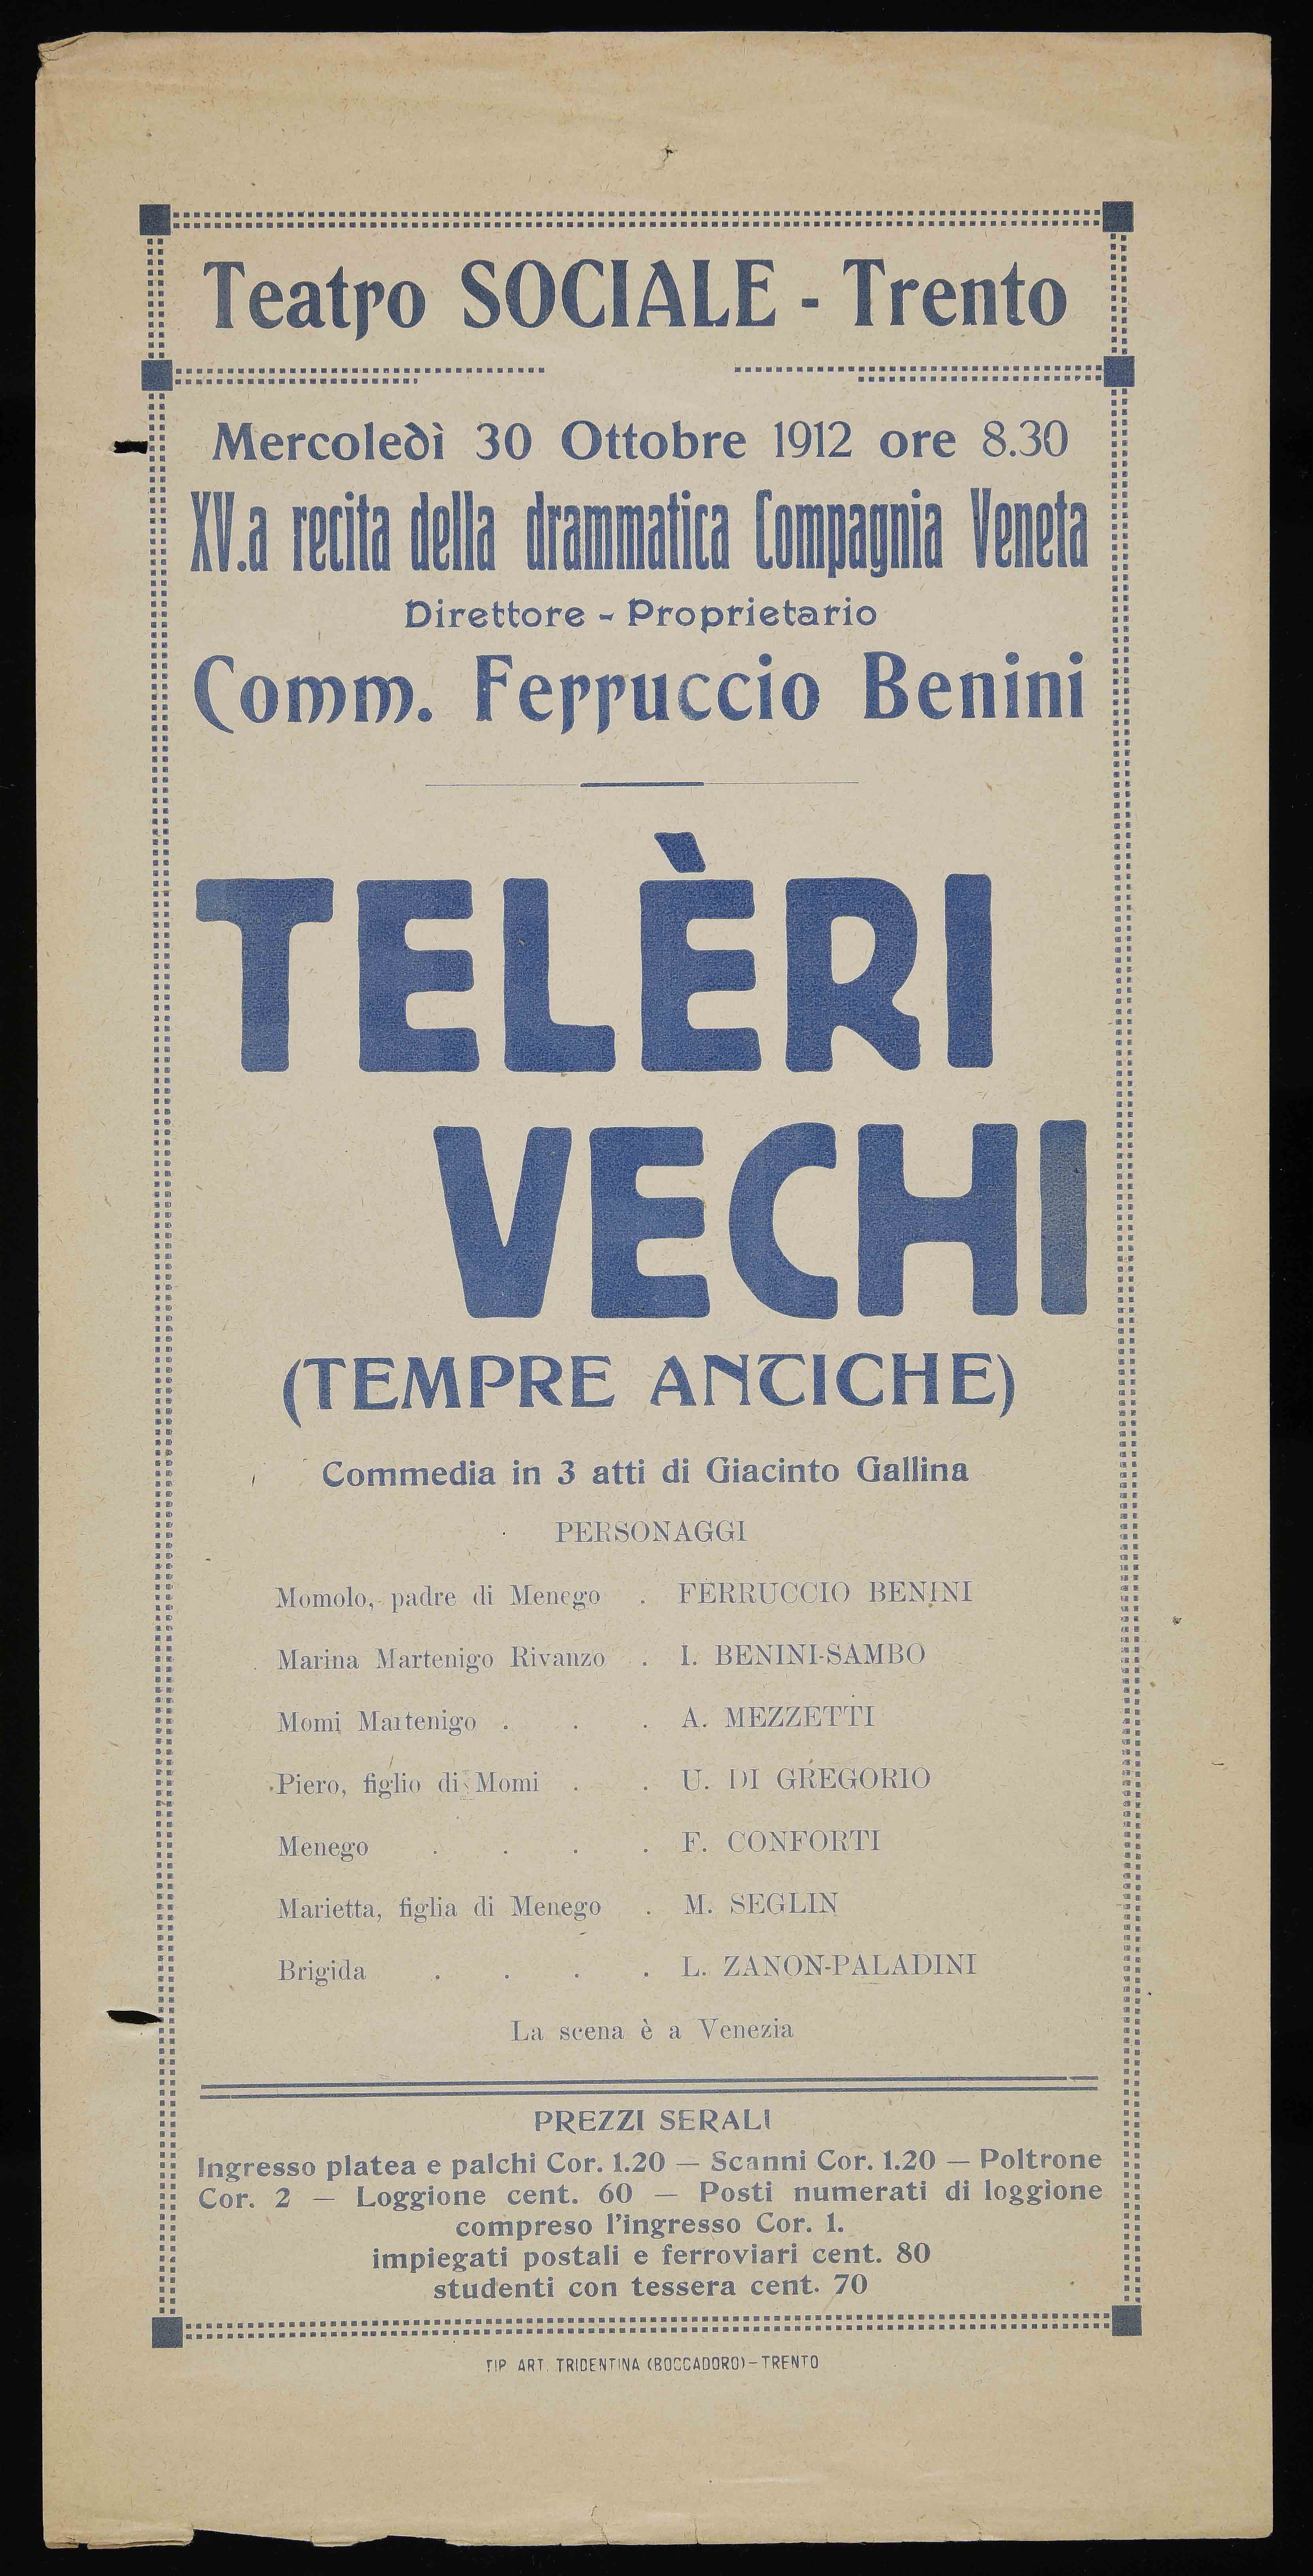 Teatro SOCIALE - Trento
Mercoledì 30 Ottobre 1912 ore 8.30
XV.a recita della drammatica Compagnia Veneta
Direttore - Proprietario
Comm. Ferruccio Benini
TELÈRI
VECHI
(TEMPRE ANTICHE)
Commedia in 3 atti di Giacinto Gallina
PERSONAGGI
Momolo, padre di Menego . FERRUCCIO BENINI
Marina Martenigo Rivanzo . I. BENINI-SAMBO
Momi Martenigo . . . A. MEZZETTI
Piero, figlio di Momi . . U. DI GREGORIO
Menego . . . . F. CONFORTI
Marietta, figlia di Menego . M. SEGLIN
Brigida . . . . L. ZANON-PALADINI
La scena è a Venezia
PREZZI SERALI
Ingresso platea e palchi Cor. 1.20 — Scanni Cor. 1.20 — Poltrone
Cor. 2 — Loggione cent. 60 — Posti numerati di loggione
compreso l'ingresso Cor. 1.
impiegati postali e ferroviari cent. 80
studenti con tessera cent. 70
TIP. ART. TRIDENTINA (BOCCADORO) - TRENTO